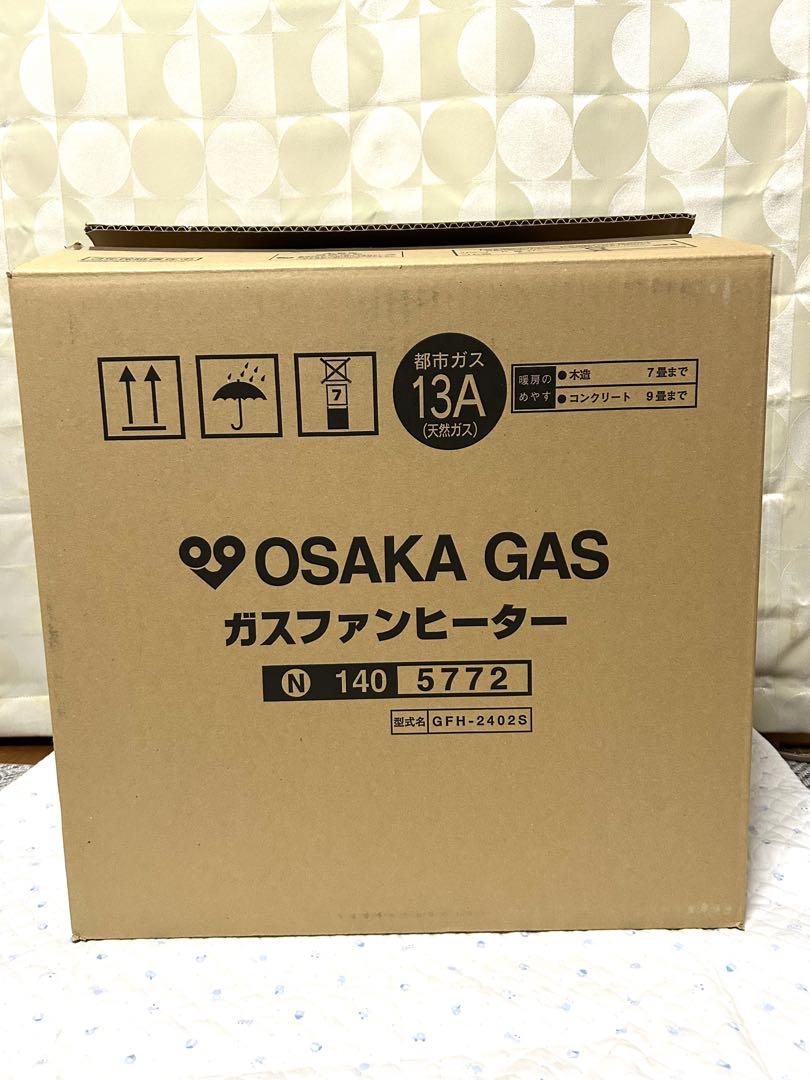 7
都市ガス
13A
(天然ガス)
暖房の
めやす
●木造 7畳まで
●コンクリート 9畳まで
OSAKA GAS
ガスファンヒーター
N 140 5772
型式名 GFH-2402S